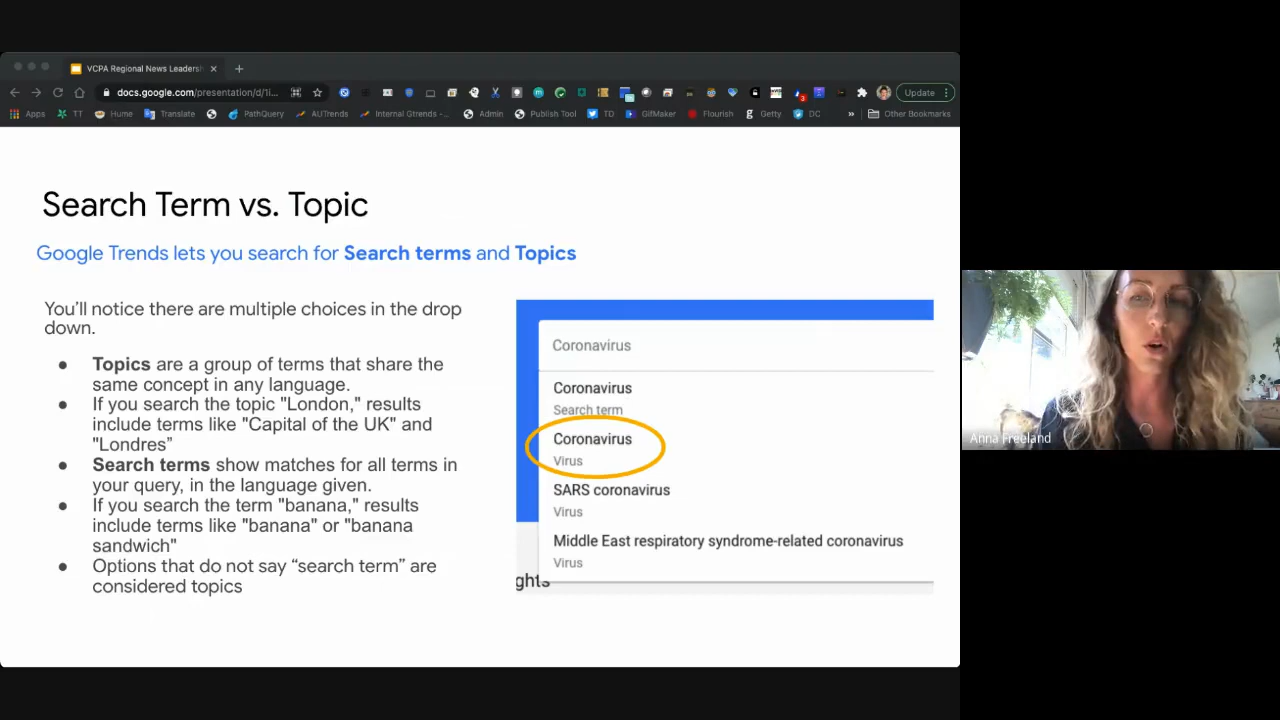 VCPA Regional News Leadersh
docs.google.com/presentation/d/1i...
Update
Apps
TT
Home
Translate
PathQuery
AUTrends
Internal Gtrends - ...
Admin
Publish Tool
TD
GifMaker
Flourish
Getty
DC
»
Other Bookmarks
Search Term vs. Topic
Google Trends lets you search for Search terms and Topics
You’ll notice there are multiple choices in the drop
down.
● Topics are a group of terms that share the
same concept in any language.
● If you search the topic "London," results
include terms like "Capital of the UK" and
"Londres”
● Search terms show matches for all terms in
your query, in the language given.
● If you search the term "banana," results
include terms like "banana" or "banana
sandwich"
● Options that do not say “search term” are
considered topics
Coronavirus
Coronavirus
Search term
Coronavirus
Virus
SARS coronavirus
Virus
Middle East respiratory syndrome-related coronavirus
Virus
ghts
Anna Freeland